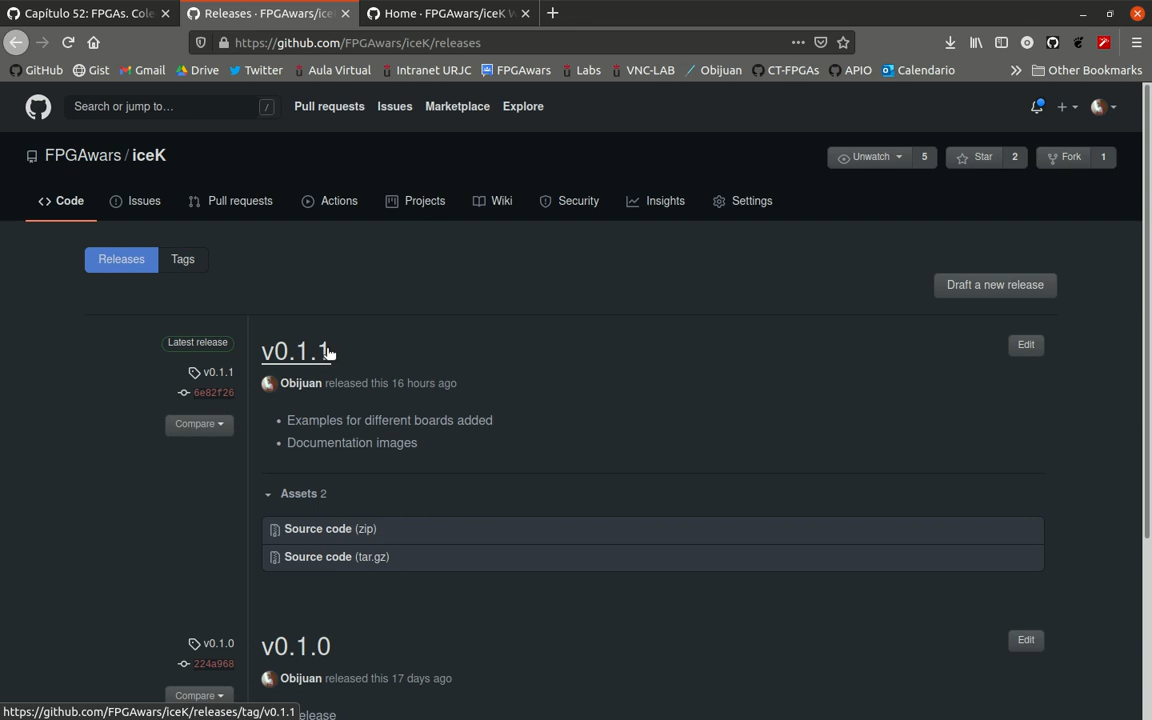 Capítulo 52: FPGAs. Cole
Releases · FPGAwars/ice
Home · FPGAwars/iceK W
https://github.com/FPGAwars/iceK/releases
GitHub Gist Gmail Drive Twitter Aula Virtual Intranet URJC FPGAwars Labs VNC-LAB Obijuan CT-FPGAs APIO Calendario Other Bookmarks
Search or jump to... /
Pull requests Issues Marketplace Explore
FPGAwars / iceK
Unwatch 5 Star 2 Fork 1
Code Issues Pull requests Actions Projects Wiki Security Insights Settings
Releases Tags
Draft a new release
Latest release
v0.1.1
6e82f26
Compare
v0.1.1
Edit
Obijuan released this 16 hours ago
Examples for different boards added
Documentation images
Assets 2
Source code (zip)
Source code (tar.gz)
v0.1.0
224a968
Compare
v0.1.0
Edit
Obijuan released this 17 days ago
elease
https://github.com/FPGAwars/iceK/releases/tag/v0.1.1